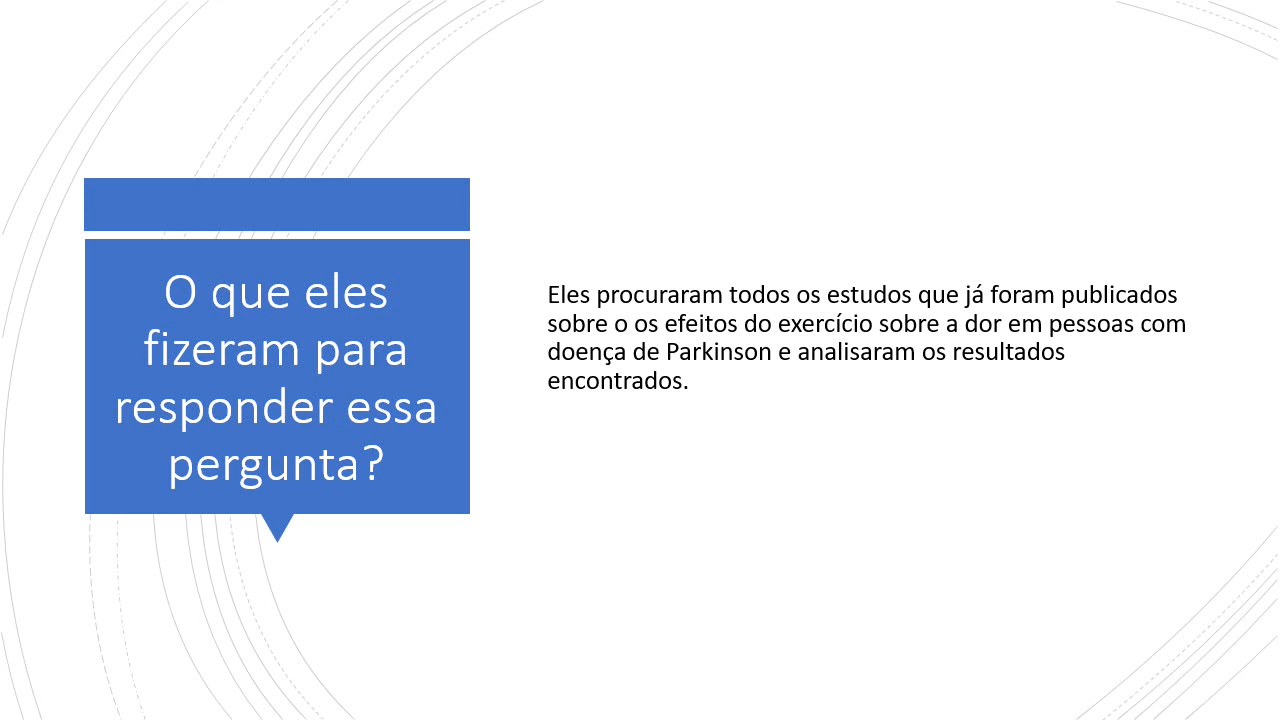 O que eles
fizeram para
responder essa
pergunta?
Eles procuraram todos os estudos que já foram publicados
sobre o os efeitos do exercício sobre a dor em pessoas com
doença de Parkinson e analisaram os resultados
encontrados.